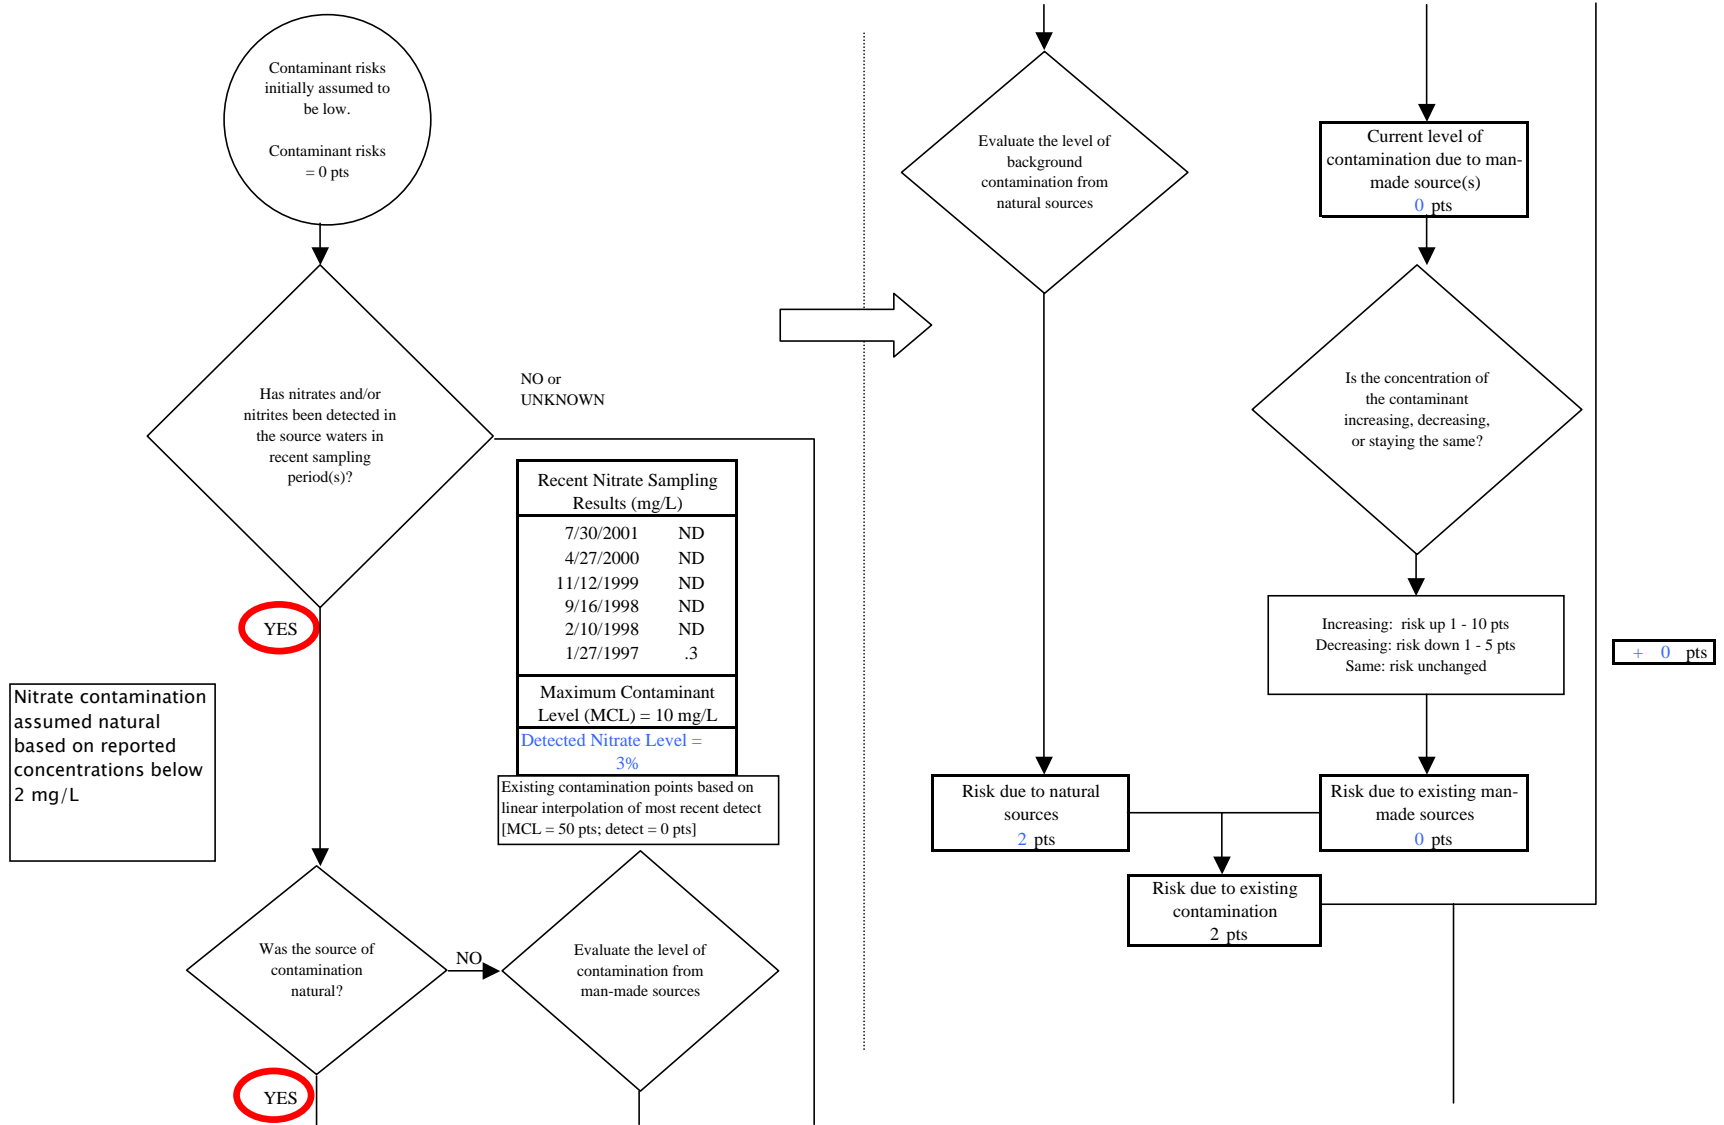 Contaminant risks
initially assumed to
be low.
Contaminant risks
= 0 pts
Has nitrates and/or
nitrites been detected in
the source waters in
recent sampling
period(s)?
NO or
UNKNOWN
YES
Recent Nitrate Sampling
Results (mg/L)
7/30/2001 ND
4/27/2000 ND
11/12/1999 ND
9/16/1998 ND
2/10/1998 ND
1/27/1997 .3
Maximum Contaminant
Level (MCL) = 10 mg/L
Detected Nitrate Level =
3%
Existing contamination points based on
linear interpolation of most recent detect
[MCL = 50 pts; detect = 0 pts]
Nitrate contamination
assumed natural
based on reported
concentrations below
2 mg/L
Was the source of
contamination
natural?
NO
Evaluate the level of
contamination from
man-made sources
YES
Evaluate the level of
background
contamination from
natural sources
Current level of
contamination due to man-
made source(s)
0 pts
Is the concentration of
the contaminant
increasing, decreasing,
or staying the same?
Increasing: risk up 1 - 10 pts
Decreasing: risk down 1 - 5 pts
Same: risk unchanged
+ 0 pts
Risk due to natural
sources
2 pts
Risk due to existing man-
made sources
0 pts
Risk due to existing
contamination
2 pts